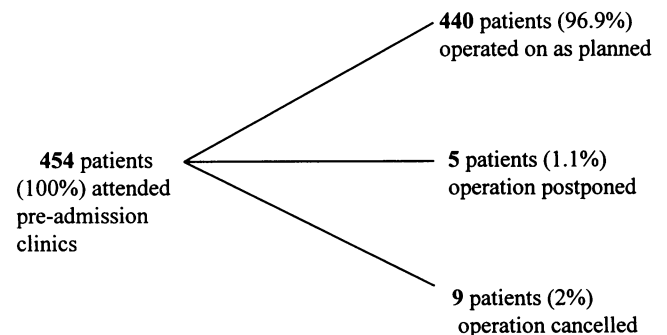 440 patients (96.9%)
operated on as planned
454 patients
(100%) attended
pre-admission
clinics
5 patients (1.1%)
operation postponed
9 patients (2%)
operation cancelled